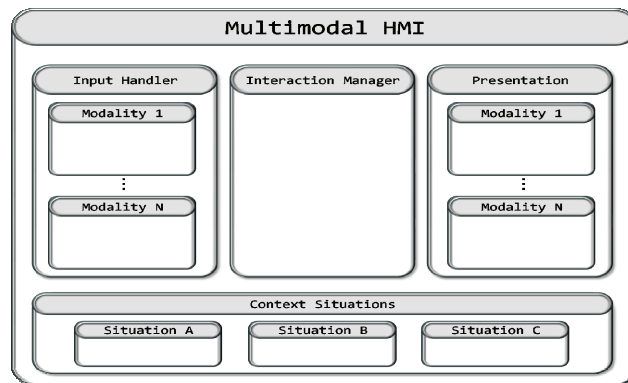 Multimodal HMI
Input Handler
Interaction Manager
Presentation
Modality 1
Modality 1
⋮
⋮
Modality N
Modality N
Context Situations
Situation A
Situation B
Situation C